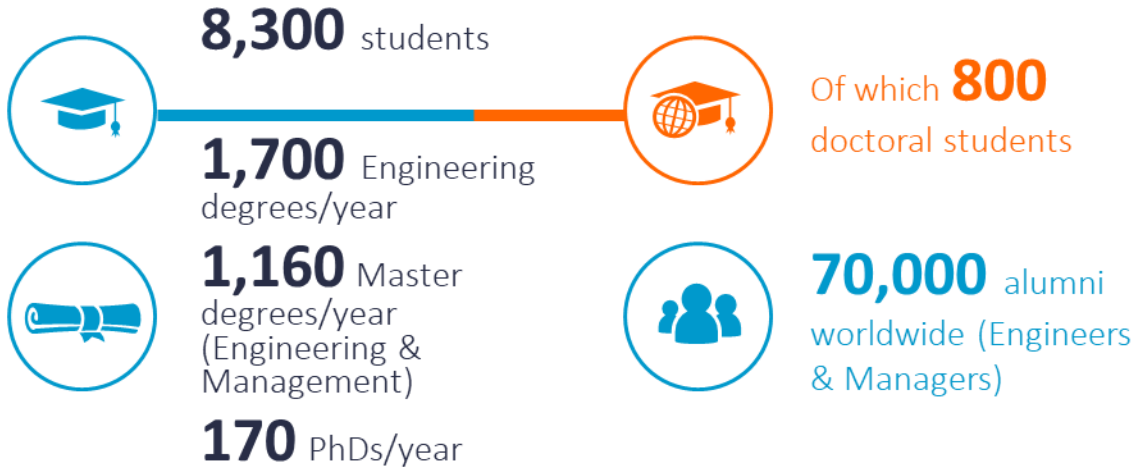 8,300 students
Of which 800
doctoral students
1,700 Engineering
degrees/year
1,160 Master
degrees/year
(Engineering &
Management)
170 PhDs/year
70,000 alumni
worldwide (Engineers
& Managers)